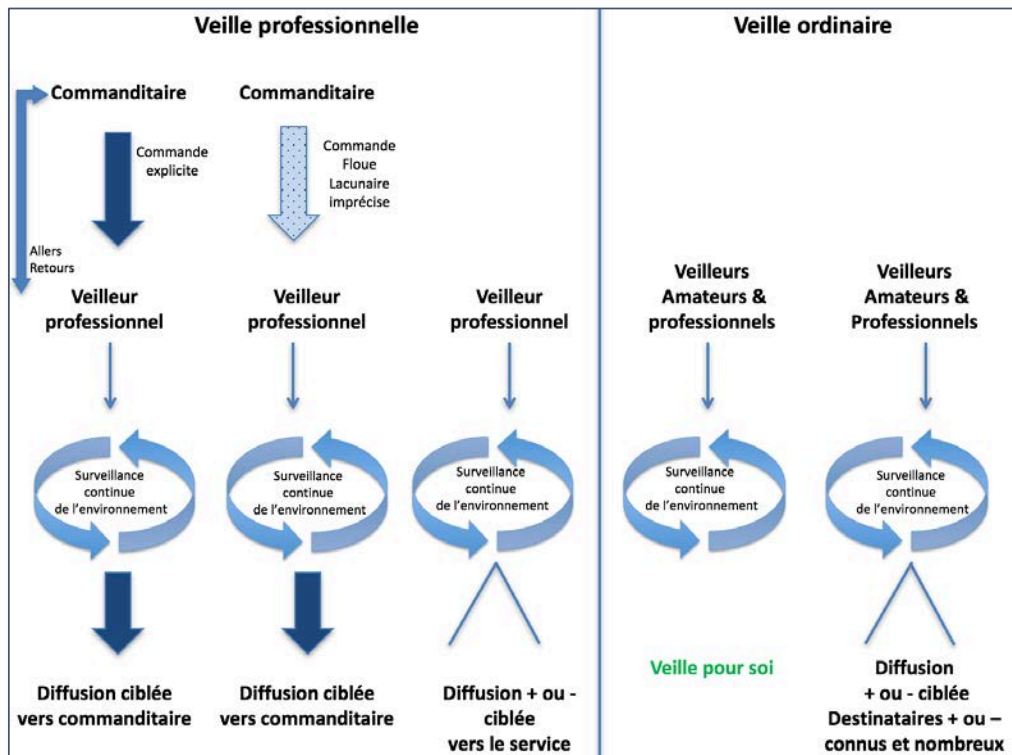 Veille professionnelle
Veille ordinaire
Commanditaire
Commanditaire
Commande
explicite
Commande
Floue
Lacunaire
imprécise
Allers
Retours
Veilleur
professionnel
Veilleur
professionnel
Veilleur
professionnel
Veilleurs
Amateurs &
professionnels
Veilleurs
Amateurs &
Professionnels
Surveillance
continue
de l'environnement
Surveillance
continue
de l'environnement
Surveillance
continue
de l'environnement
Surveillance
continue
de l'environnement
Surveillance
continue
de l'environnement
Diffusion ciblée
vers commanditaire
Diffusion ciblée
vers commanditaire
Diffusion + ou -
ciblée
vers le service
Veille pour soi
Diffusion
+ ou - ciblée
Destinataires + ou –
connus et nombreux